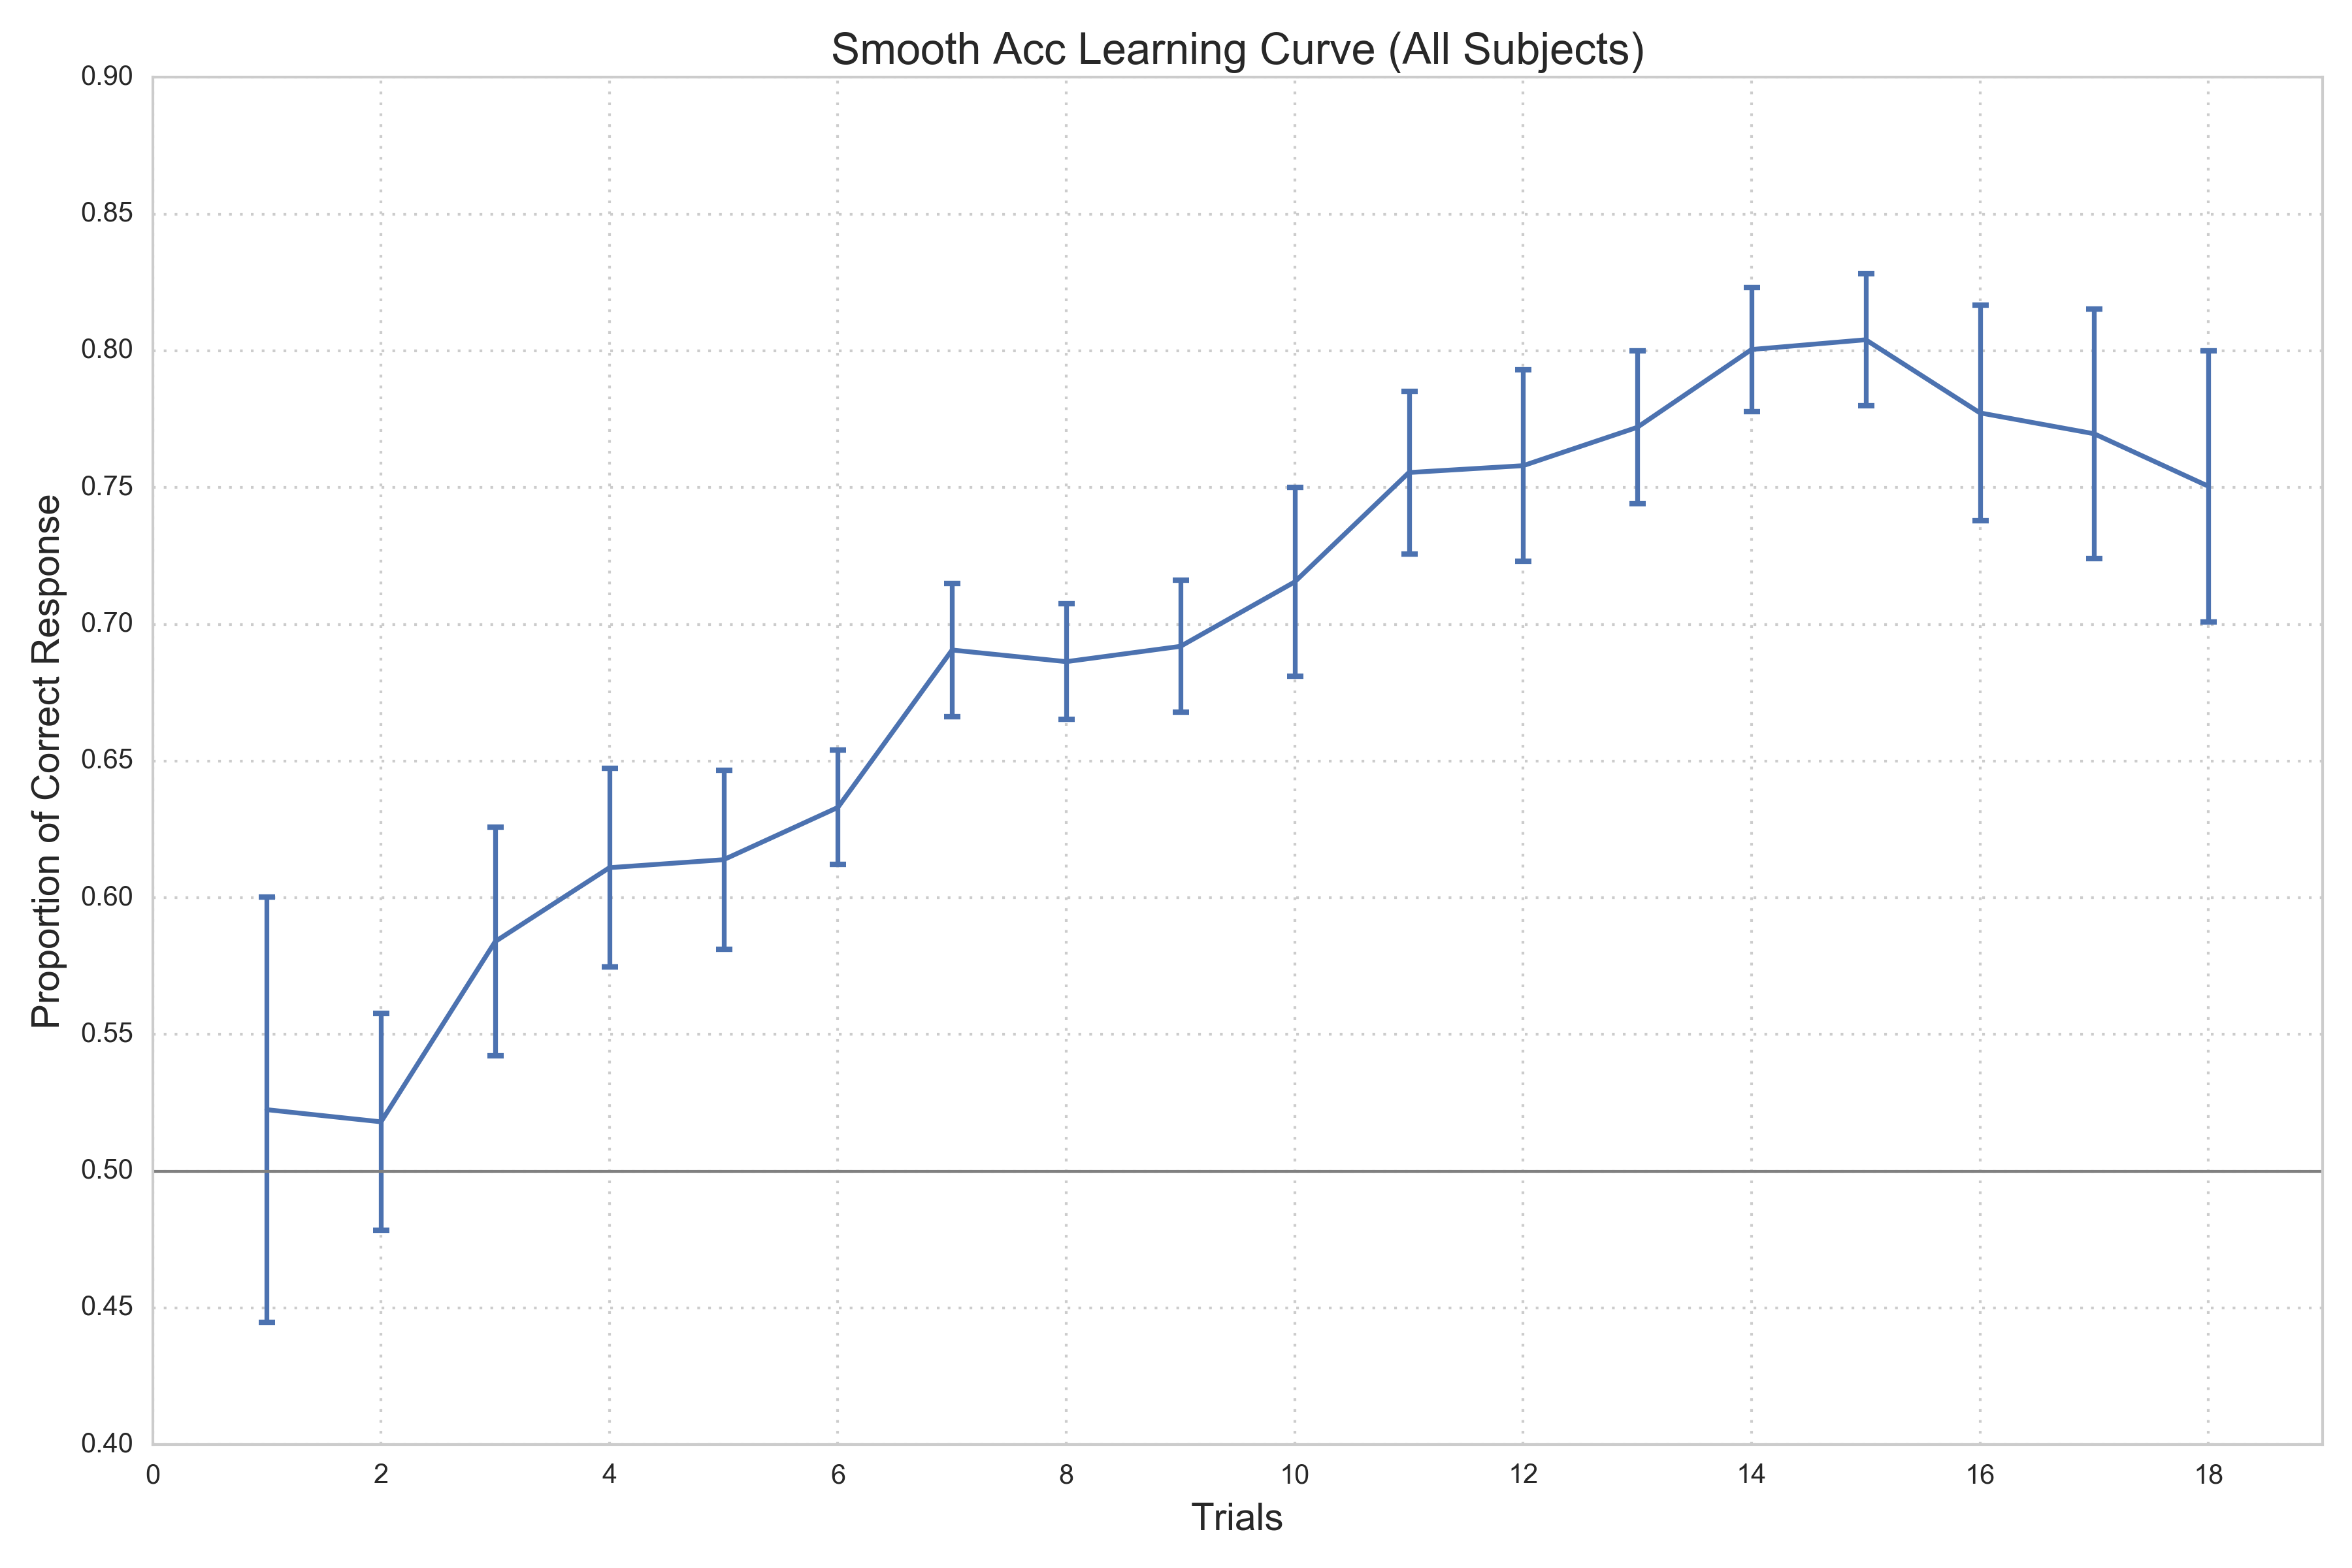 Smooth Acc Learning Curve (All Subjects)
0.90
0.85
0.80
0.75
0.70
0.65
0.60
0.55
0.50
0.45
0.40
Proportion of Correct Response
0 2 4 6 8 10 12 14 16 18
Trials